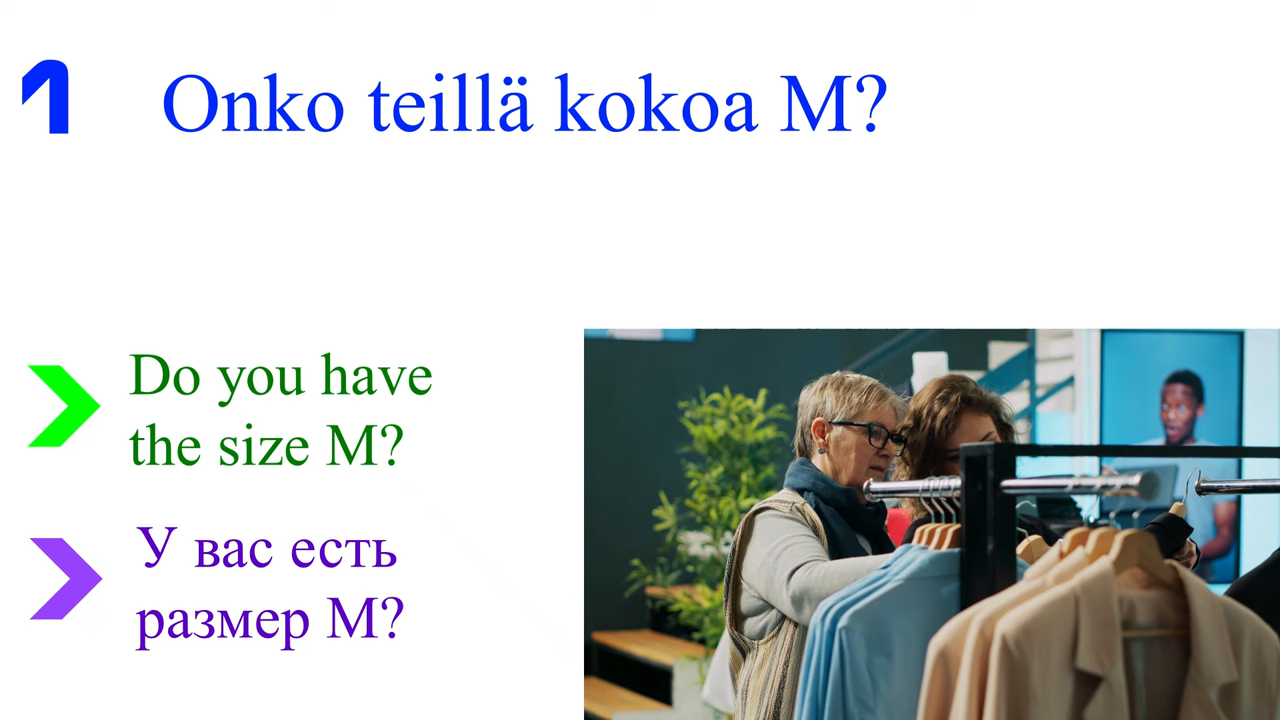 1 Onko teillä kokoa M?
Do you have
the size M?
У вас есть
размер М?